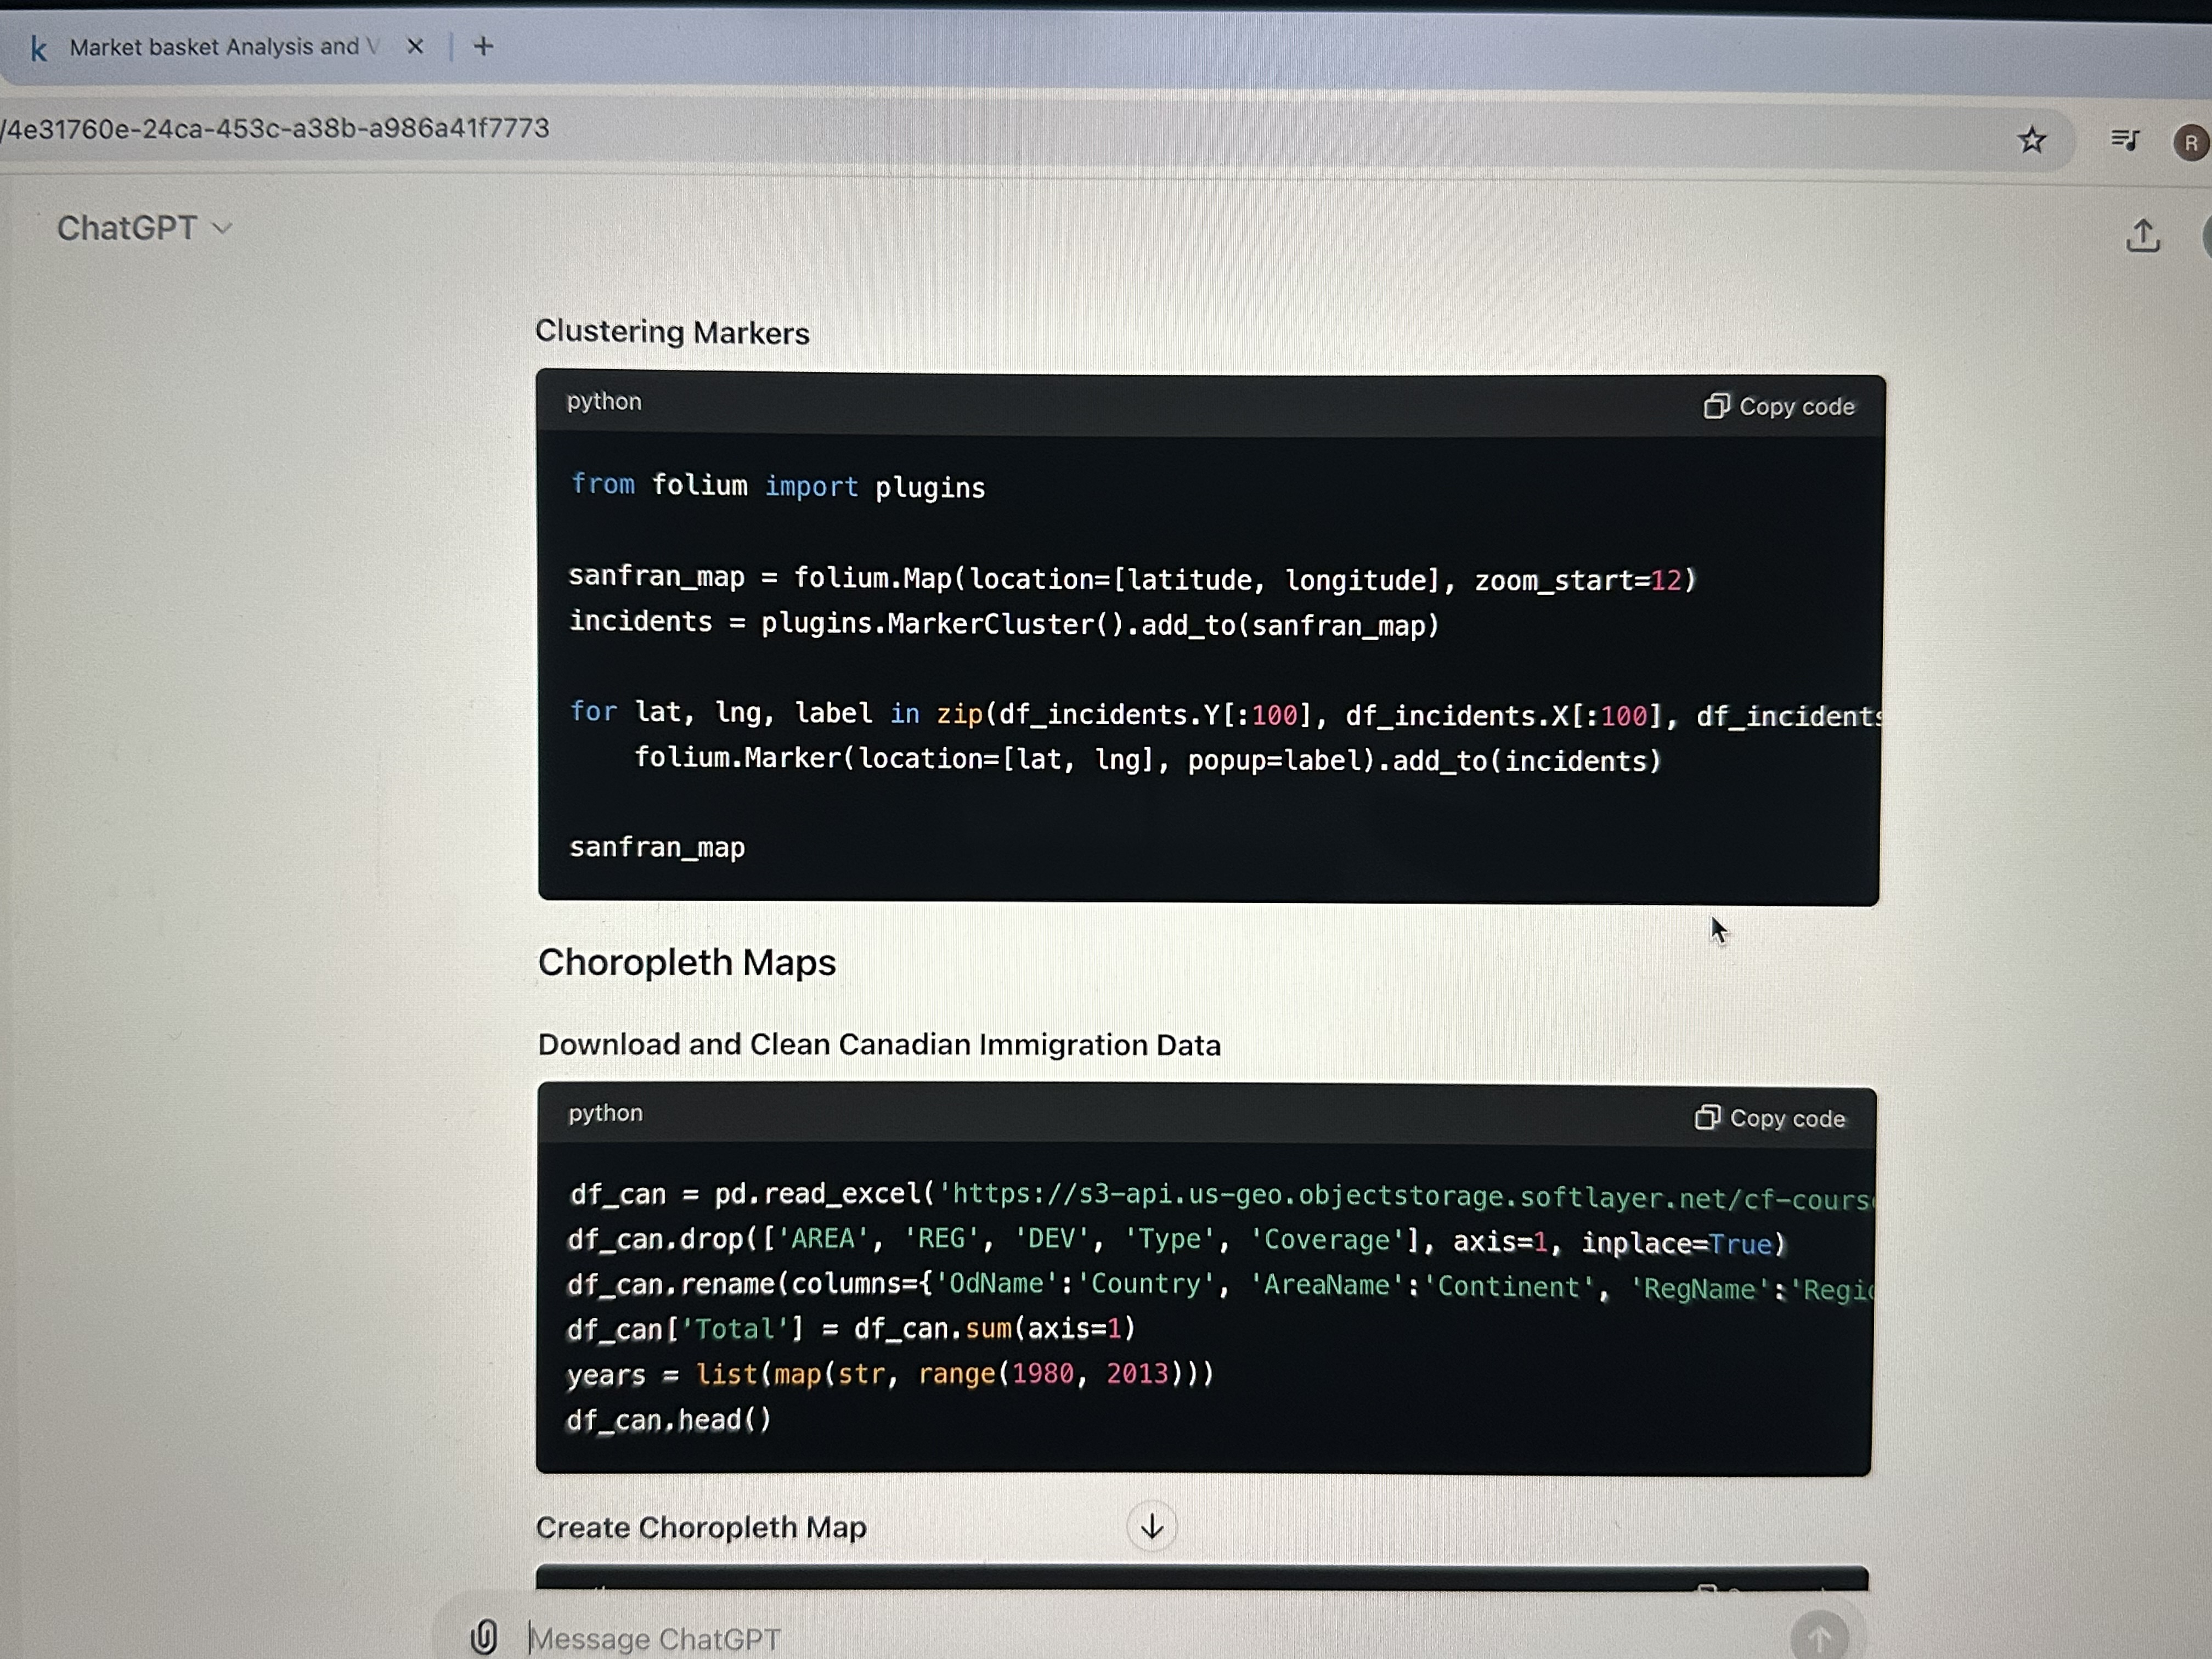 k Market basket Analysis and V
/4e31760e-24ca-453c-a38b-a986a41f7773
R
ChatGPT
Clustering Markers
python Copy code
from folium import plugins
sanfran_map = folium.Map(location=[latitude, longitude], zoom_start=12)
incidents = plugins.MarkerCluster().add_to(sanfran_map)
for lat, lng, label in zip(df_incidents.Y[:100], df_incidents.X[:100], df_incidents
    folium.Marker(location=[lat, lng], popup=label).add_to(incidents)
sanfran_map
Choropleth Maps
Download and Clean Canadian Immigration Data
python Copy code
df_can = pd.read_excel('https://s3-api.us-geo.objectstorage.softlayer.net/cf-cours
df_can.drop(['AREA', 'REG', 'DEV', 'Type', 'Coverage'], axis=1, inplace=True)
df_can.rename(columns={'OdName':'Country', 'AreaName':'Continent', 'RegName':'Regi
df_can['Total'] = df_can.sum(axis=1)
years = list(map(str, range(1980, 2013)))
df_can.head()
Create Choropleth Map
Message ChatGPT